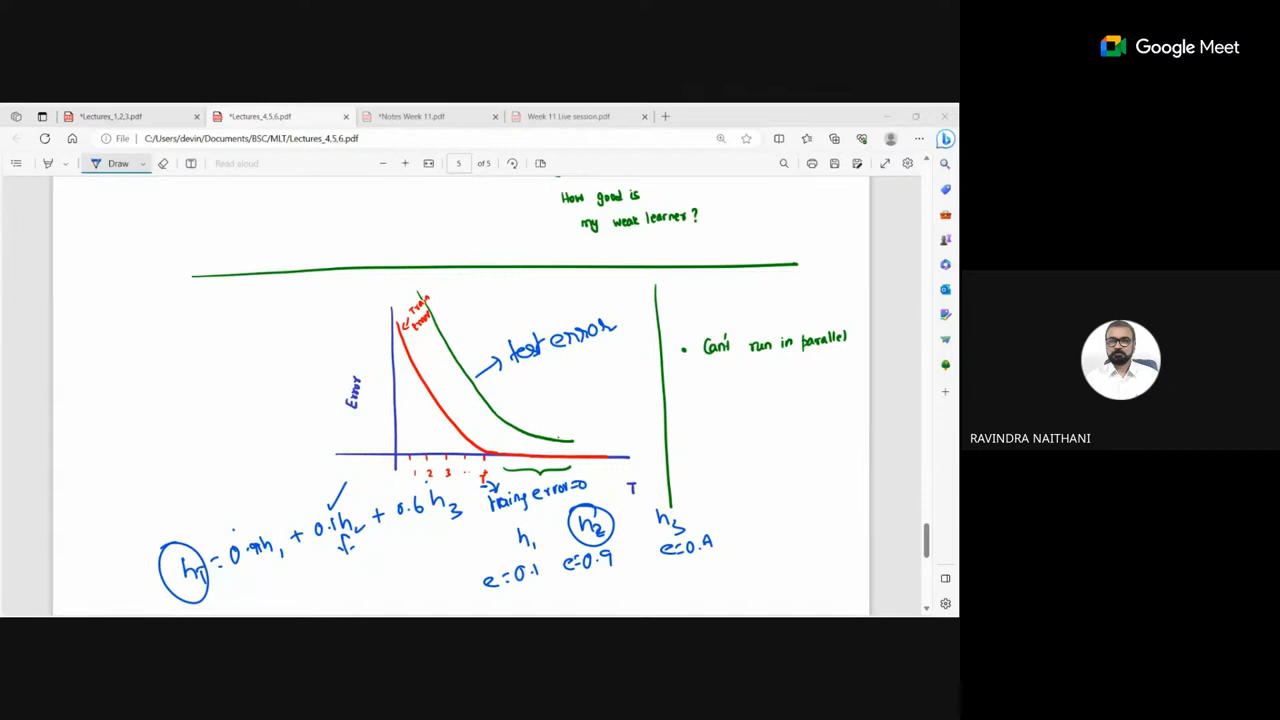 Google Meet
*Lectures_1,2,3.pdf
*Lectures_4,5,6.pdf
*Notes Week 11.pdf
Week 11 Live session.pdf
File
C:/Users/devin/Documents/BSC/MLT/Lectures_4,5,6.pdf
Draw
Read aloud
5 of 5
How good is
my weak learner?
Train
Error
test error
• Can't run in parallel
Error
1 2 3 ..
T
training error=0
h1 h2 h3
e=0.1 e=0.9 e=0.4
= 0.9h1 + 0.1h2 + 0.6 h3
RAVINDRA NAITHANI